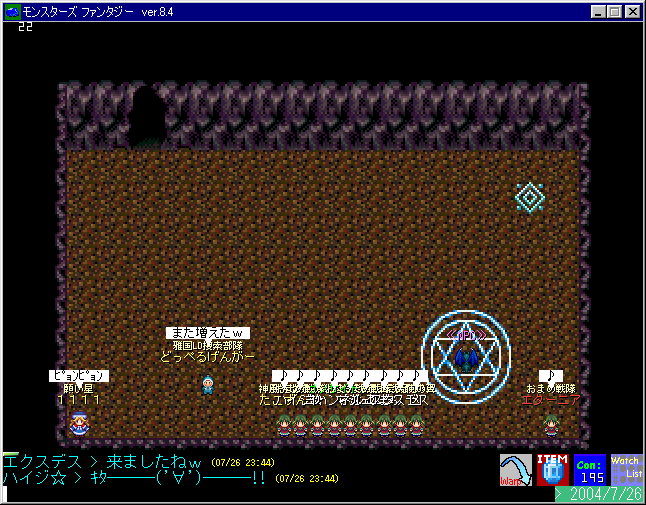 モンスターズ ファンタジー ver.8.4
22
また増えたｗ
雅国LD捜索部隊
どっぺるげんがー
ﾋﾟｮﾝﾋﾟｮﾝ
願い星
１１１１
♪ ♪ ♪ ♪ ♪ ♪ ♪ ♪ ♪
≪NPC≫
♪
おまめ戦隊
エターニア
エクスデス > 来ましたねｗ (07/26 23:44)
ハイジ☆ > ｷﾀ━━━(ﾟ∀ﾟ)━━━!! (07/26 23:44)
Warp
ITEM
Con:
195
Watch
List
> 2004/7/26